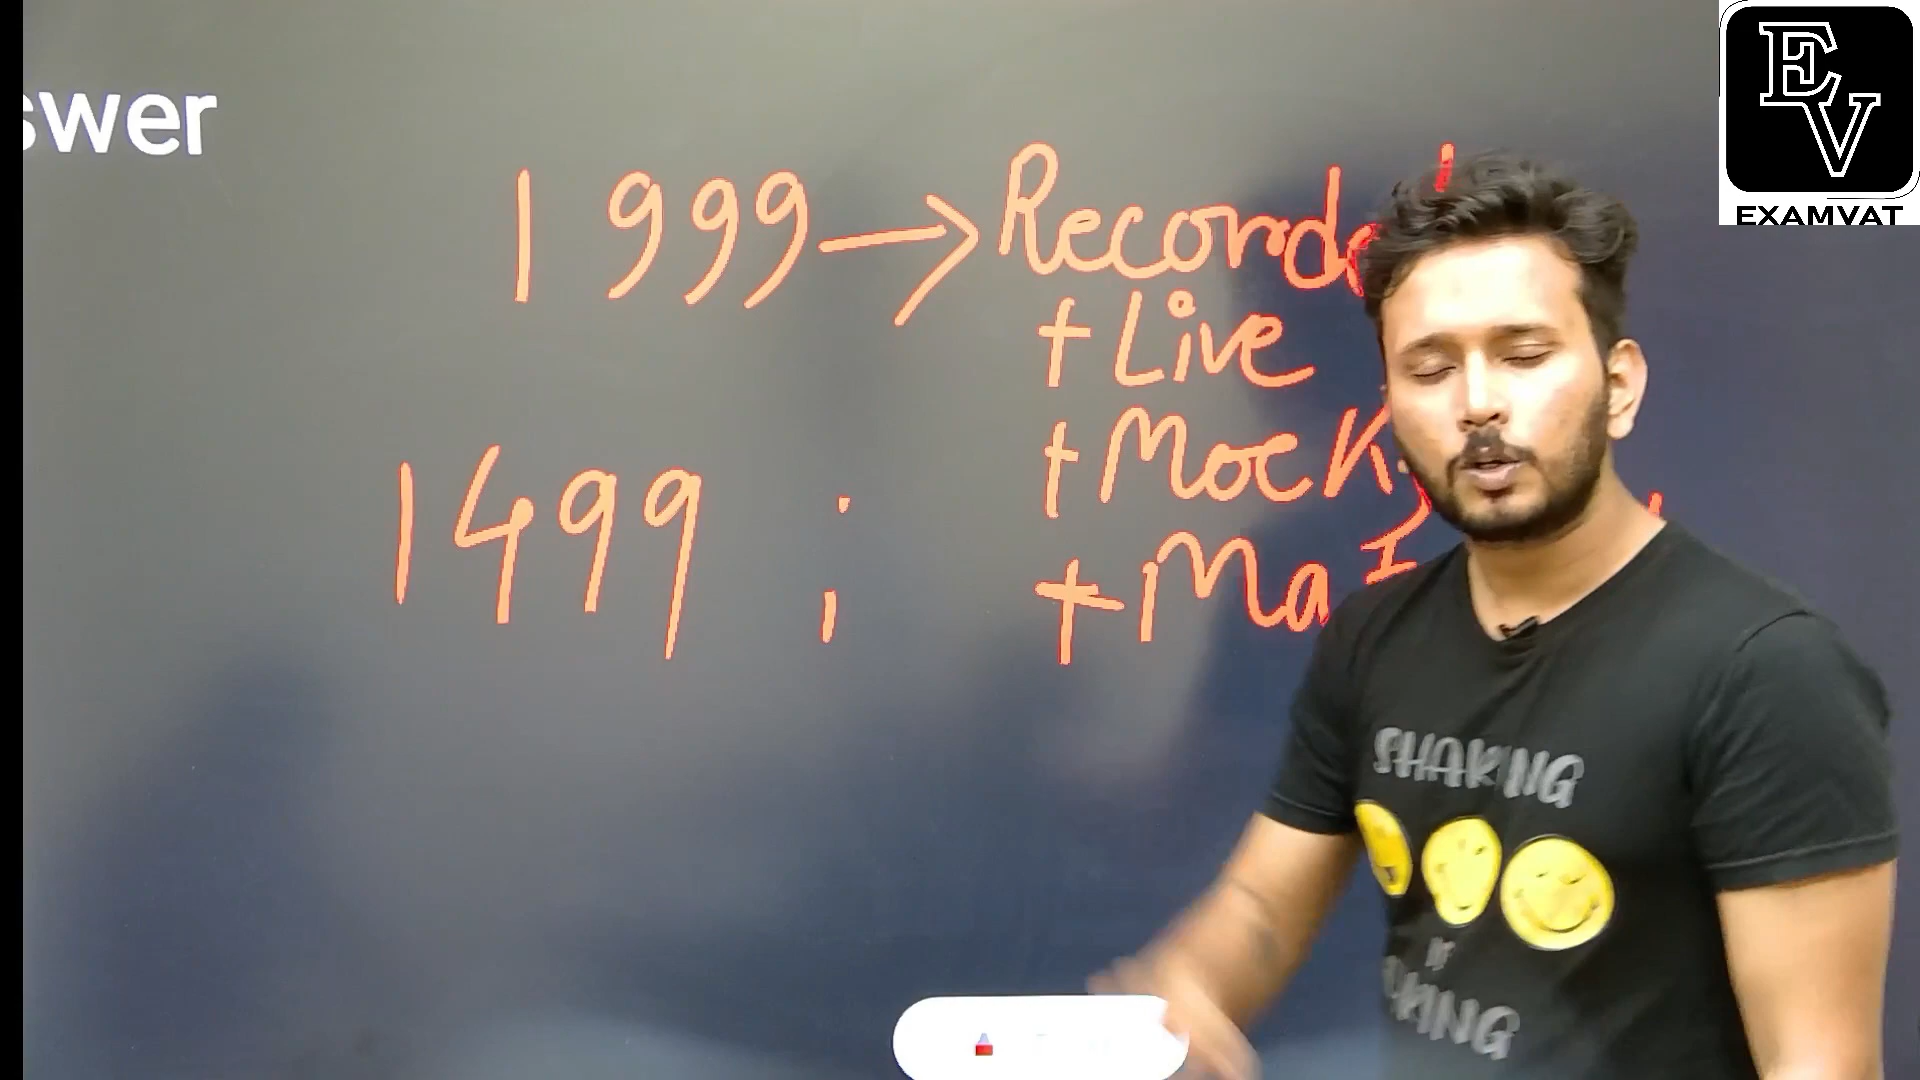 swer
1999 → Recorde
+ Live
+ Mock
+ Ma
1499 ;
EV
EXAMVAT
SHAKING